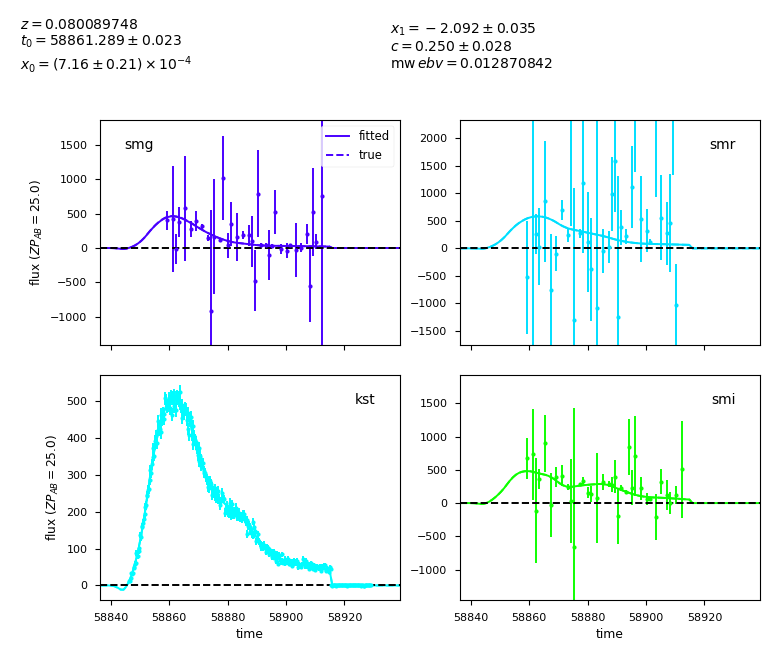 z = 0.080089748
t₀ = 58861.289 ± 0.023
x₀ = (7.16 ± 0.21) × 10⁻⁴
x₁ = −2.092 ± 0.035
c = 0.250 ± 0.028
mw ebv = 0.012870842
smg
fitted
true
1500
1000
500
0
−500
−1000
flux (ZP_AB = 25.0)
smr
2000
1500
1000
500
0
−500
−1000
−1500
kst
500
400
300
200
100
0
flux (ZP_AB = 25.0)
58840 58860 58880 58900 58920
time
smi
1500
1000
500
0
−500
−1000
58840 58860 58880 58900 58920
time